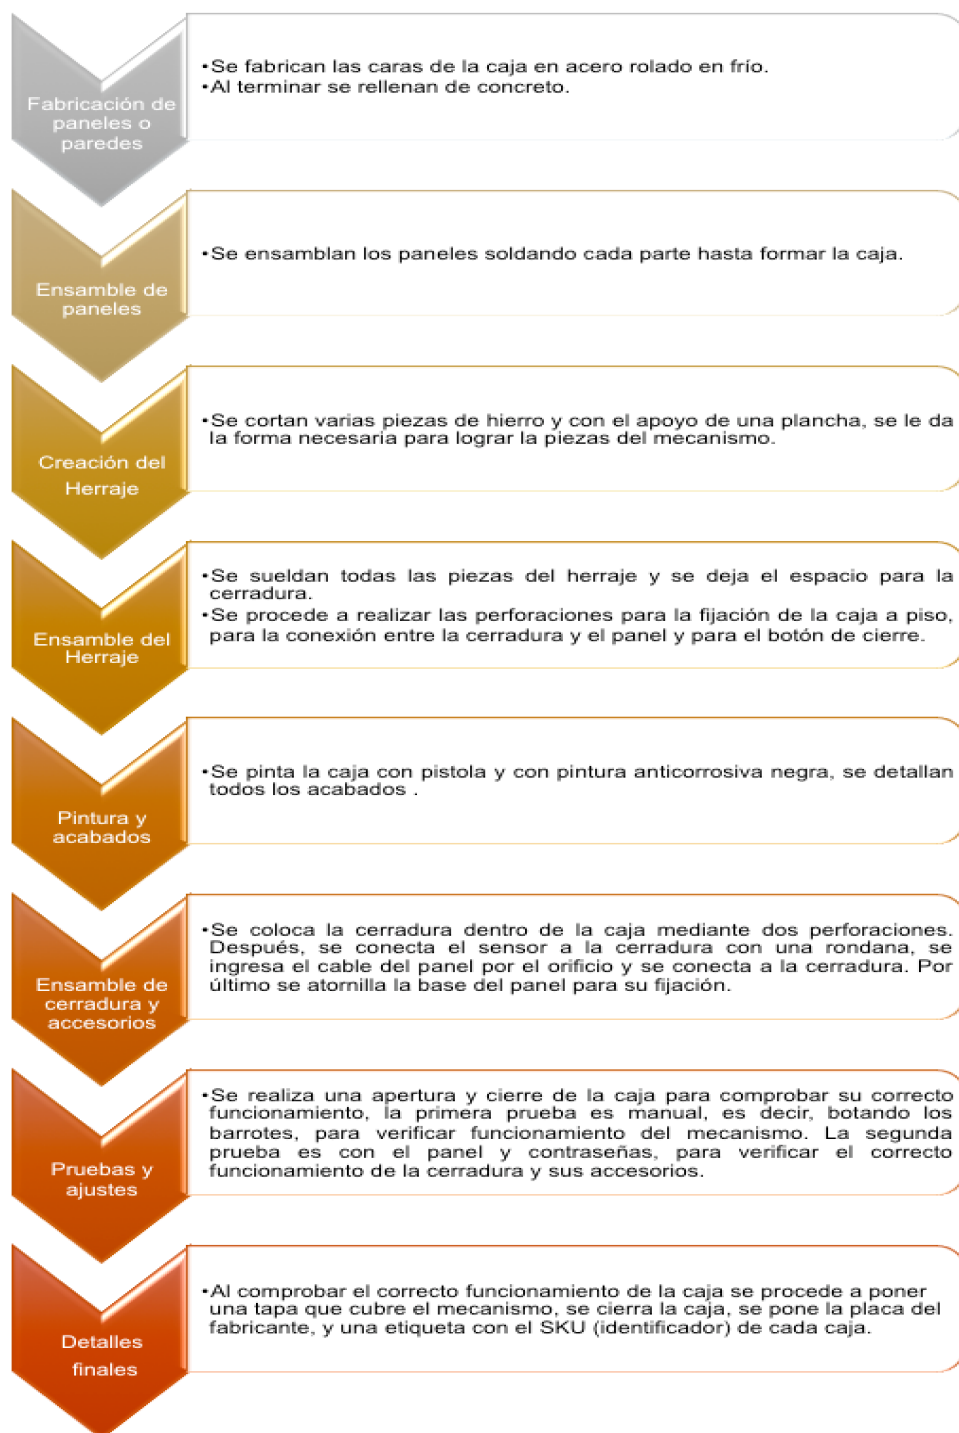 Fabricación de
paneles o
paredes
•Se fabrican las caras de la caja en acero rolado en frío.
•Al terminar se rellenan de concreto.
Ensamble de
paneles
•Se ensamblan los paneles soldando cada parte hasta formar la caja.
Creación del
Herraje
•Se cortan varias piezas de hierro y con el apoyo de una plancha, se le da
la forma necesaria para lograr la piezas del mecanismo.
Ensamble del
Herraje
•Se sueldan todas las piezas del herraje y se deja el espacio para la
cerradura.
•Se procede a realizar las perforaciones para la fijación de la caja a piso,
para la conexión entre la cerradura y el panel y para el botón de cierre.
Pintura y
acabados
•Se pinta la caja con pistola y con pintura anticorrosiva negra, se detallan
todos los acabados .
Ensamble de
cerradura y
accesorios
•Se coloca la cerradura dentro de la caja mediante dos perforaciones.
Después, se conecta el sensor a la cerradura con una rondana, se
ingresa el cable del panel por el orificio y se conecta a la cerradura. Por
último se atornilla la base del panel para su fijación.
Pruebas y
ajustes
•Se realiza una apertura y cierre de la caja para comprobar su correcto
funcionamiento, la primera prueba es manual, es decir, botando los
barrotes, para verificar funcionamiento del mecanismo. La segunda
prueba es con el panel y contraseñas, para verificar el correcto
funcionamiento de la cerradura y sus accesorios.
Detalles
finales
•Al comprobar el correcto funcionamiento de la caja se procede a poner
una tapa que cubre el mecanismo, se cierra la caja, se pone la placa del
fabricante, y una etiqueta con el SKU (identificador) de cada caja.